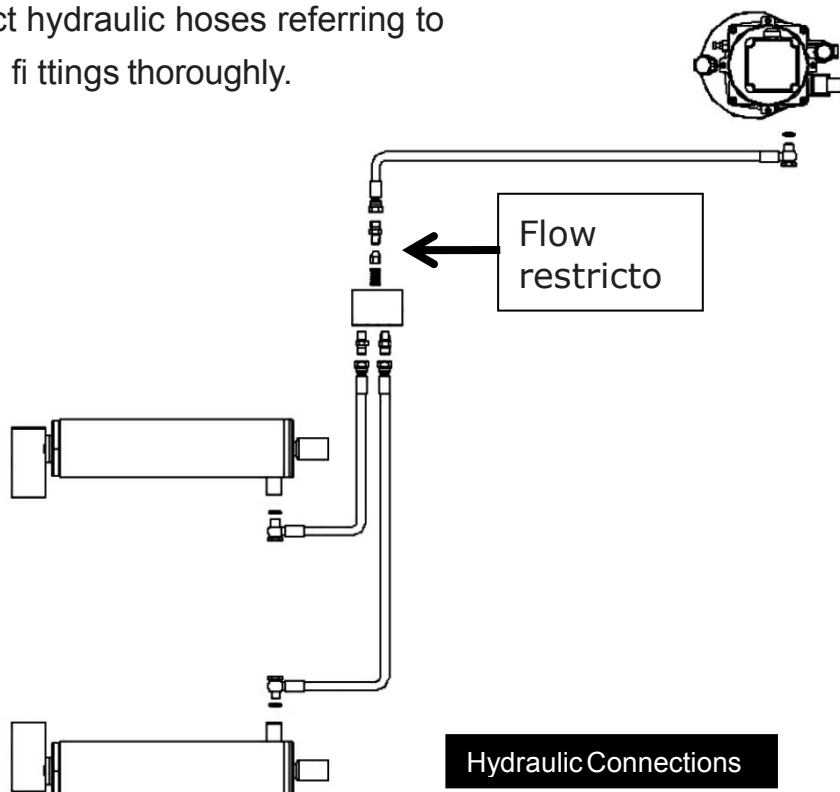 ct hydraulic hoses referring to
fi ttings thoroughly.
Flow
restricto
Hydraulic Connections